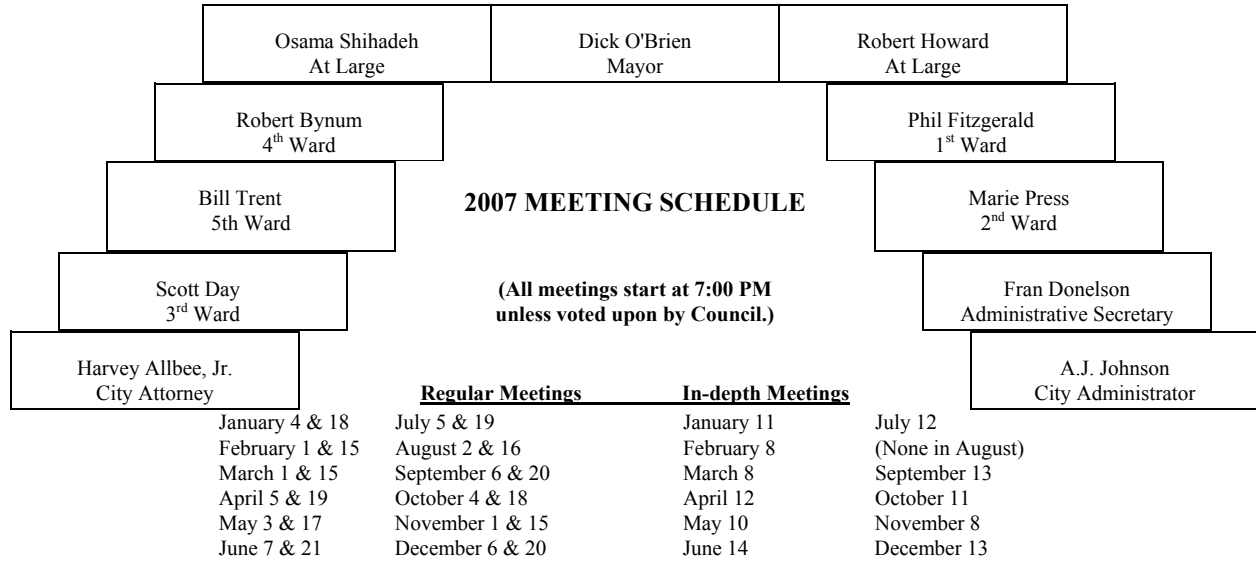 Osama Shihadeh
At Large
Dick O'Brien
Mayor
Robert Howard
At Large
Robert Bynum
4th Ward
Phil Fitzgerald
1st Ward
Bill Trent
5th Ward
2007 MEETING SCHEDULE
Marie Press
2nd Ward
Scott Day
3rd Ward
(All meetings start at 7:00 PM
unless voted upon by Council.)
Fran Donelson
Administrative Secretary
Harvey Allbee, Jr.
City Attorney
A.J. Johnson
City Administrator
Regular Meetings In-depth Meetings
January 4 & 18 July 5 & 19 January 11 July 12
February 1 & 15 August 2 & 16 February 8 (None in August)
March 1 & 15 September 6 & 20 March 8 September 13
April 5 & 19 October 4 & 18 April 12 October 11
May 3 & 17 November 1 & 15 May 10 November 8
June 7 & 21 December 6 & 20 June 14 December 13